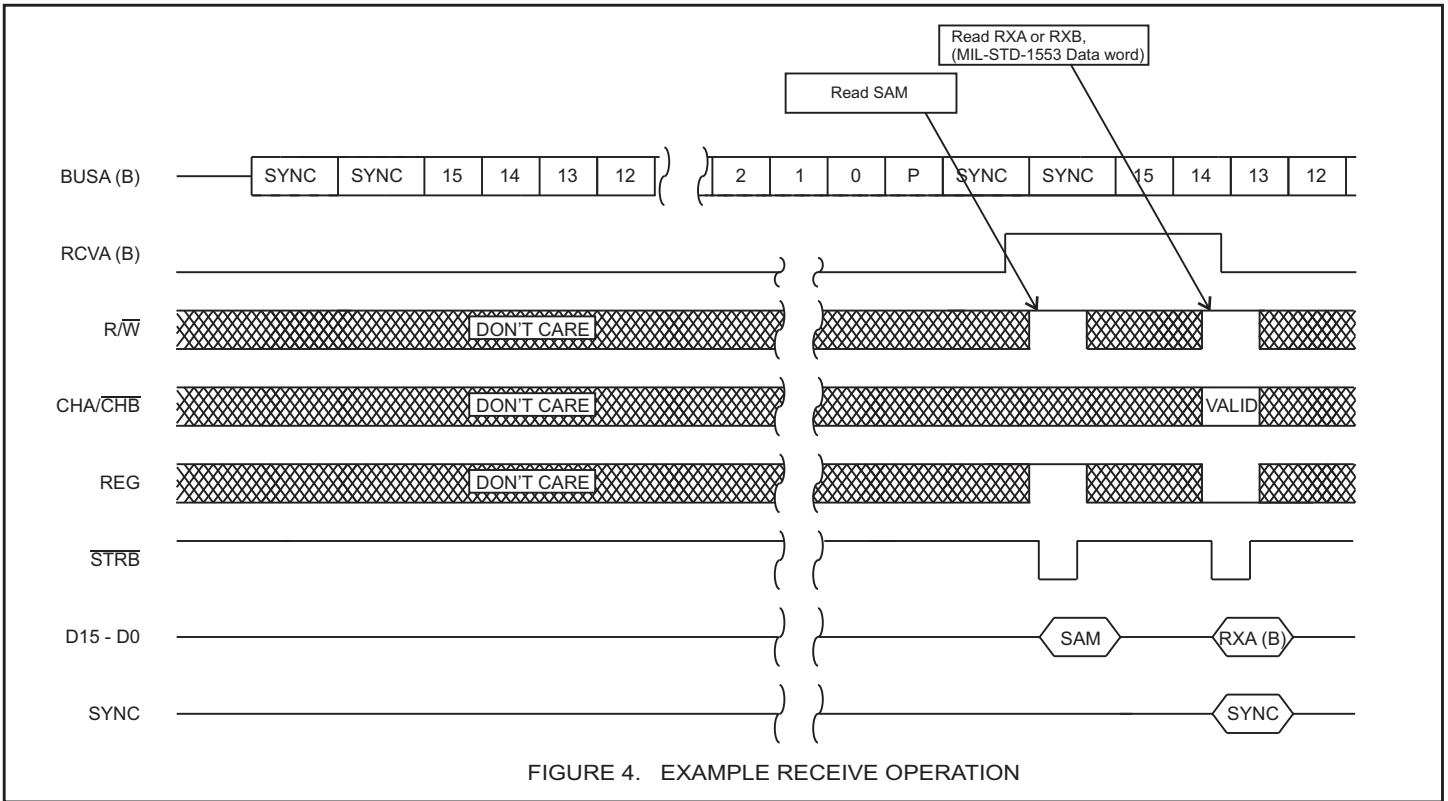 Read RXA or RXB,
(MIL-STD-1553 Data word)
Read SAM
BUSA (B) SYNC SYNC 15 14 13 12 2 1 0 P SYNC SYNC 15 14 13 12
RCVA (B)
R/W DON'T CARE
CHA/CHB DON'T CARE VALID
REG DON'T CARE
STRB
D15 - D0 SAM RXA (B)
SYNC SYNC
FIGURE 4. EXAMPLE RECEIVE OPERATION